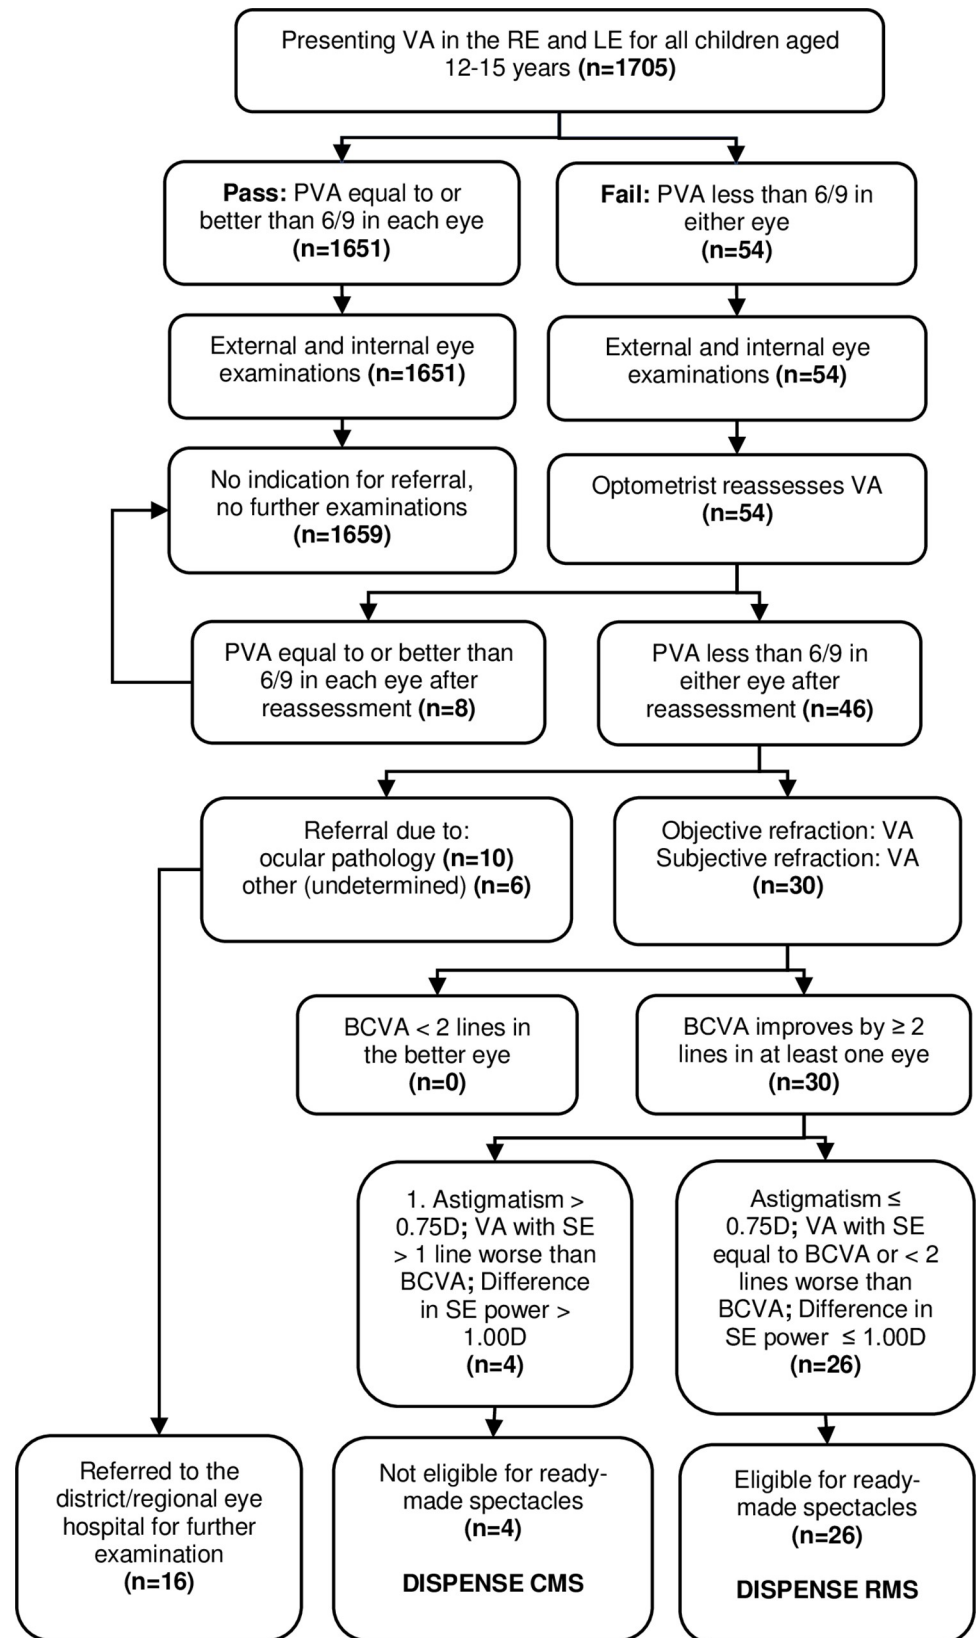 Presenting VA in the RE and LE for all children aged
12-15 years (n=1705)
Pass: PVA equal to or
better than 6/9 in each eye
(n=1651)
Fail: PVA less than 6/9 in
either eye
(n=54)
External and internal eye
examinations (n=1651)
External and internal eye
examinations (n=54)
No indication for referral,
no further examinations
(n=1659)
Optometrist reassesses VA
(n=54)
PVA equal to or better than
6/9 in each eye after
reassessment (n=8)
PVA less than 6/9 in
either eye after
reassessment (n=46)
Referral due to:
ocular pathology (n=10)
other (undetermined) (n=6)
Objective refraction: VA
Subjective refraction: VA
(n=30)
BCVA < 2 lines in
the better eye
(n=0)
BCVA improves by ≥ 2
lines in at least one eye
(n=30)
1. Astigmatism >
0.75D; VA with SE
> 1 line worse than
BCVA; Difference
in SE power >
1.00D
(n=4)
Astigmatism ≤
0.75D; VA with SE
equal to BCVA or < 2
lines worse than
BCVA; Difference in
SE power ≤ 1.00D
(n=26)
Referred to the
district/regional eye
hospital for further
examination
(n=16)
Not eligible for ready-
made spectacles
(n=4)
DISPENSE CMS
Eligible for ready-
made spectacles
(n=26)
DISPENSE RMS